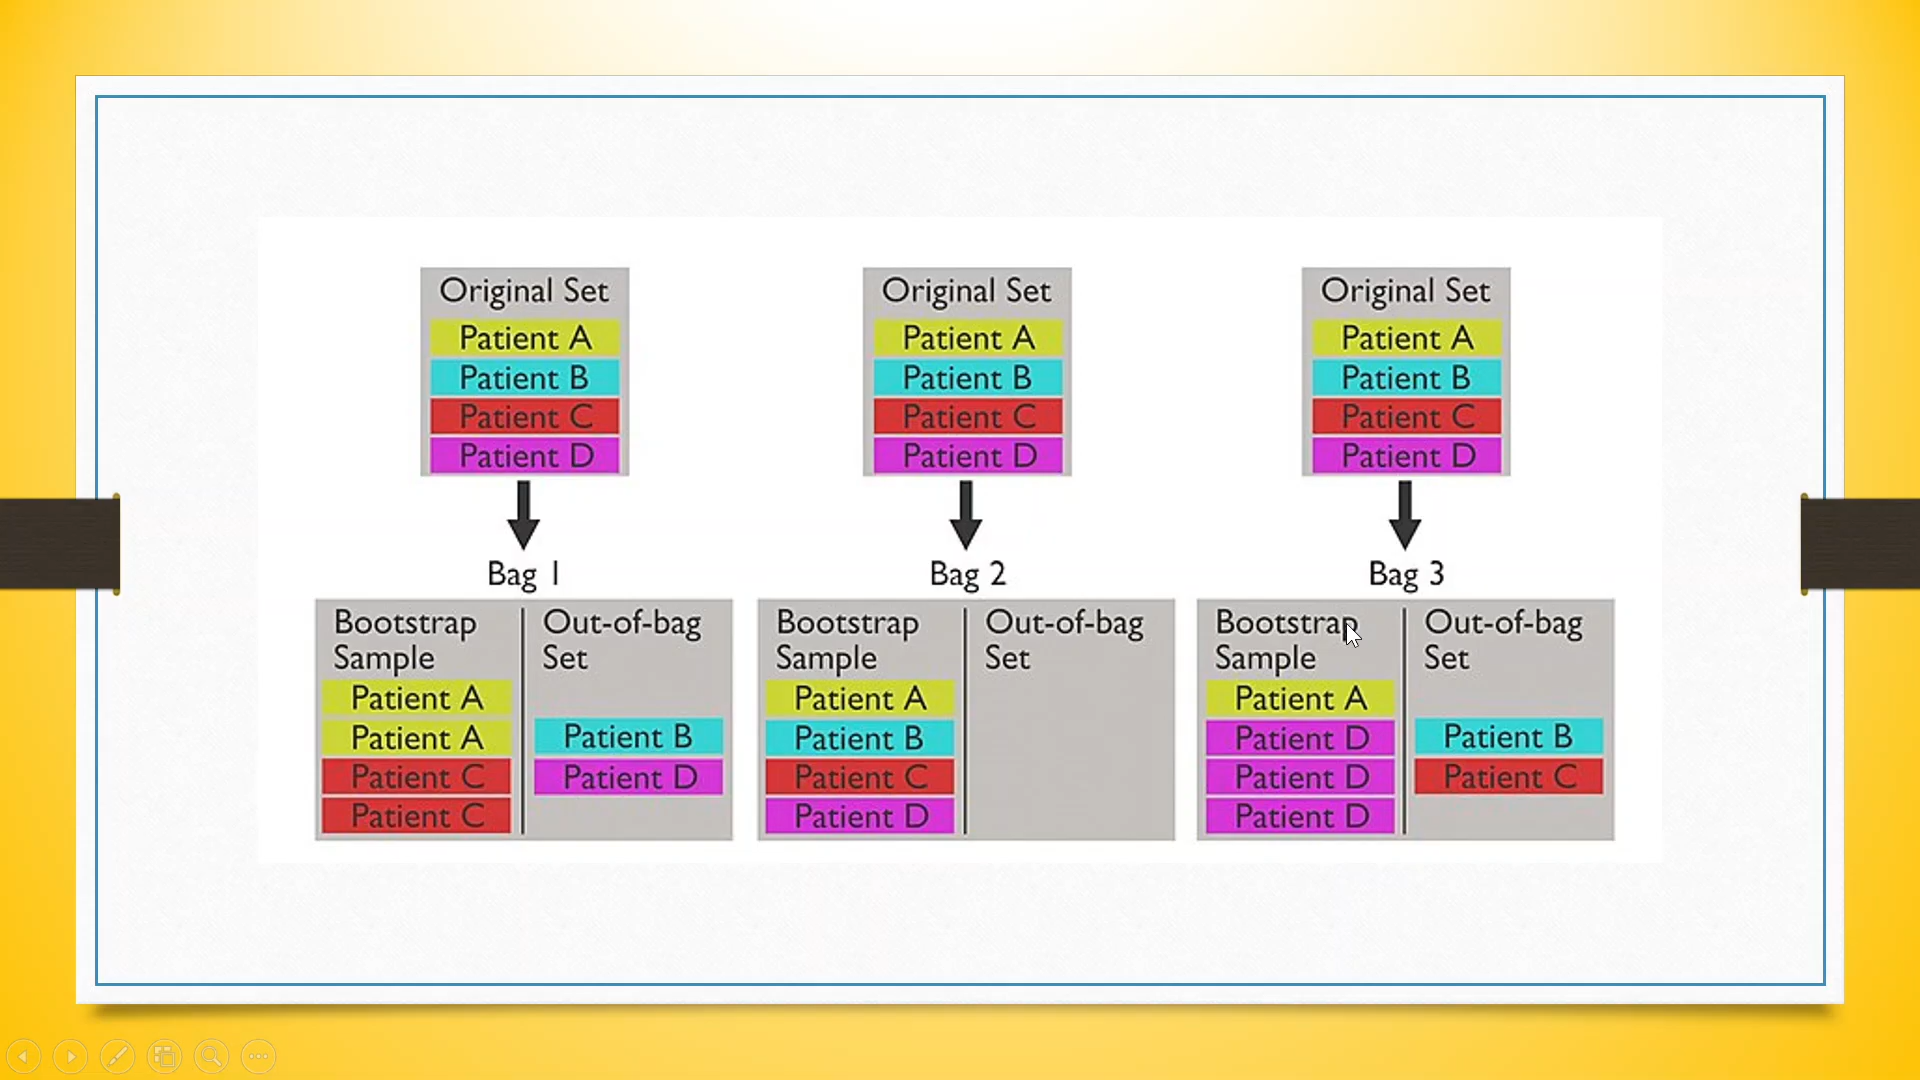 Original Set
Patient A
Patient B
Patient C
Patient D
Bag 1
Bootstrap
Sample
Patient A
Patient A
Patient C
Patient C
Out-of-bag
Set
Patient B
Patient D
Original Set
Patient A
Patient B
Patient C
Patient D
Bag 2
Bootstrap
Sample
Patient A
Patient B
Patient C
Patient D
Out-of-bag
Set
Original Set
Patient A
Patient B
Patient C
Patient D
Bag 3
Bootstrap
Sample
Patient A
Patient D
Patient D
Patient D
Out-of-bag
Set
Patient B
Patient C